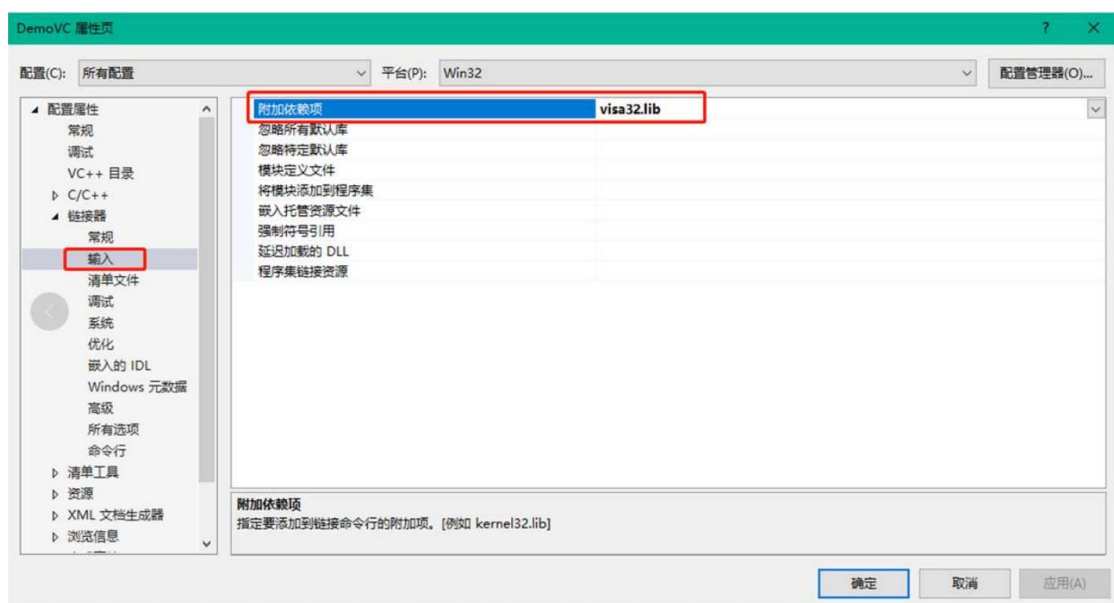 DemoVC 属性页
配置(C): 所有配置 平台(P): Win32 配置管理器(O)...
配置属性
常规
调试
VC++ 目录
C/C++
链接器
常规
输入
清单文件
调试
系统
优化
嵌入的 IDL
Windows 元数据
高级
所有选项
命令行
清单工具
资源
XML 文档生成器
浏览信息
附加依赖项 visa32.lib
忽略所有默认库
忽略特定默认库
模块定义文件
将模块添加到程序集
嵌入托管资源文件
强制符号引用
延迟加载的 DLL
程序集链接资源
附加依赖项
指定要添加到链接命令行的附加项。[例如 kernel32.lib]
确定 取消 应用(A)